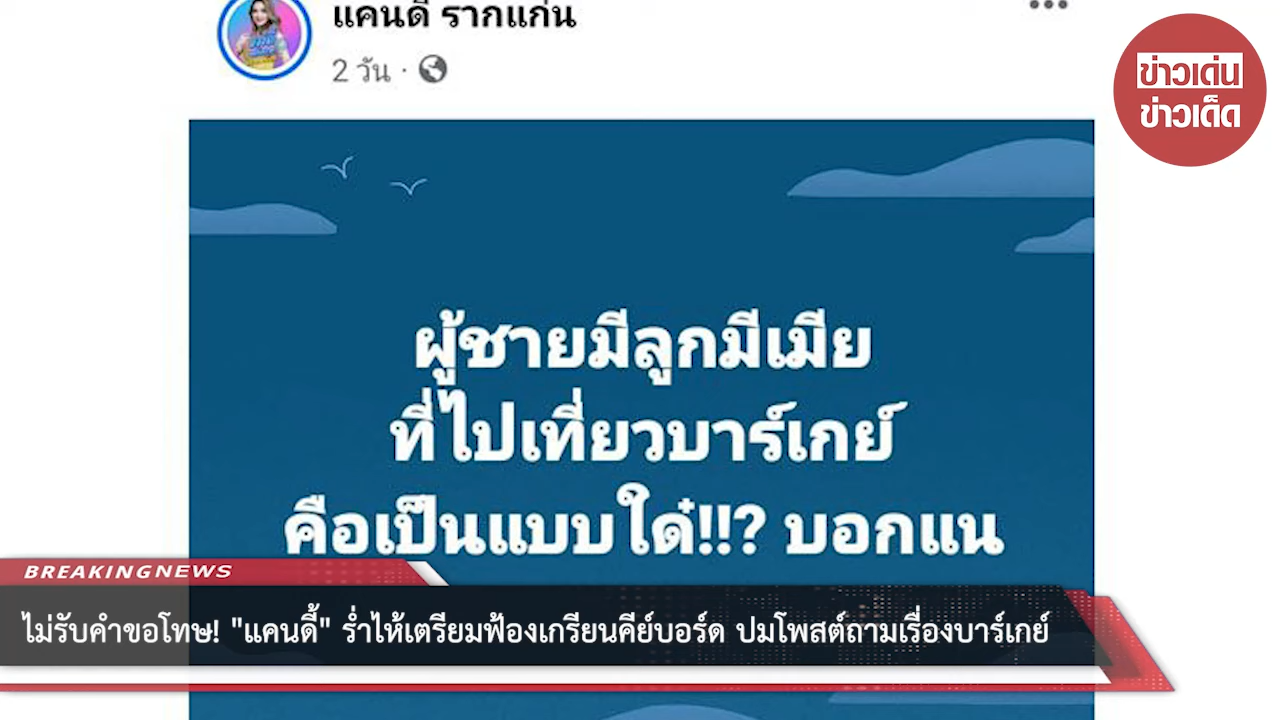 แคนดี้ รากแก่น
2 วัน ·
ข่าวเด่น
ข่าวเด็ด
ผู้ชายมีลูกมีเมีย
ที่ไปเที่ยวบาร์เกย์
คือเป็นแบบใด๋!!? บอกแน
BREAKINGNEWS
ไม่รับคำขอโทษ! "แคนดี้" ร่ำไห้เตรียมฟ้องเกรียนคีย์บอร์ด ปมโพสต์ถามเรื่องบาร์เกย์